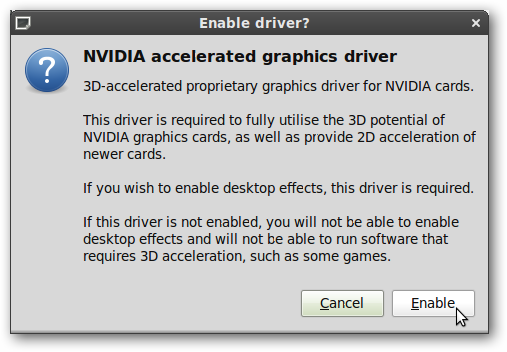 Enable driver?
NVIDIA accelerated graphics driver
3D-accelerated proprietary graphics driver for NVIDIA cards.
This driver is required to fully utilise the 3D potential of
NVIDIA graphics cards, as well as provide 2D acceleration of
newer cards.
If you wish to enable desktop effects, this driver is required.
If this driver is not enabled, you will not be able to enable
desktop effects and will not be able to run software that
requires 3D acceleration, such as some games.
Cancel Enable